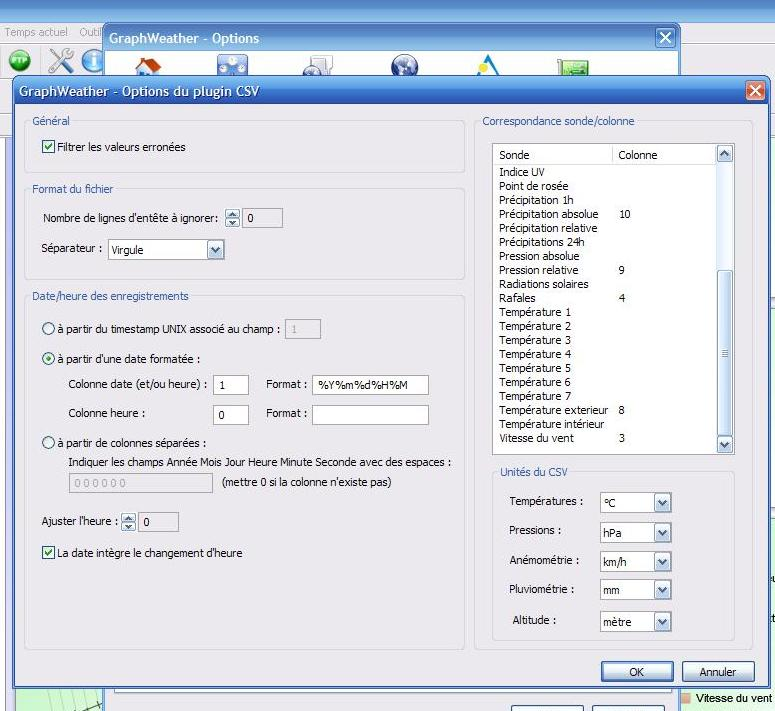 Temps actuel Outil
GraphWeather - Options
GraphWeather - Options du plugin CSV
Général
Filtrer les valeurs erronées
Format du fichier
Nombre de lignes d'entête à ignorer: 0
Séparateur : Virgule
Date/heure des enregistrements
à partir du timestamp UNIX associé au champ : 1
à partir d'une date formatée :
Colonne date (et/ou heure) : 1 Format : %Y%m%d%H%M
Colonne heure : 0 Format :
à partir de colonnes séparées :
Indiquer les champs Année Mois Jour Heure Minute Seconde avec des espaces :
0 0 0 0 0 0 (mettre 0 si la colonne n'existe pas)
Ajuster l'heure : 0
La date intègre le changement d'heure
Correspondance sonde/colonne
Sonde Colonne
Indice UV
Point de rosée
Précipitation 1h
Précipitation absolue 10
Précipitation relative
Précipitations 24h
Pression absolue
Pression relative 9
Radiations solaires
Rafales 4
Température 1
Température 2
Température 3
Température 4
Température 5
Température 6
Température 7
Température exterieur 8
Température intérieur
Vitesse du vent 3
Unités du CSV
Températures : °C
Pressions : hPa
Anémométrie : km/h
Pluviométrie : mm
Altitude : mètre
OK Annuler
Vitesse du vent